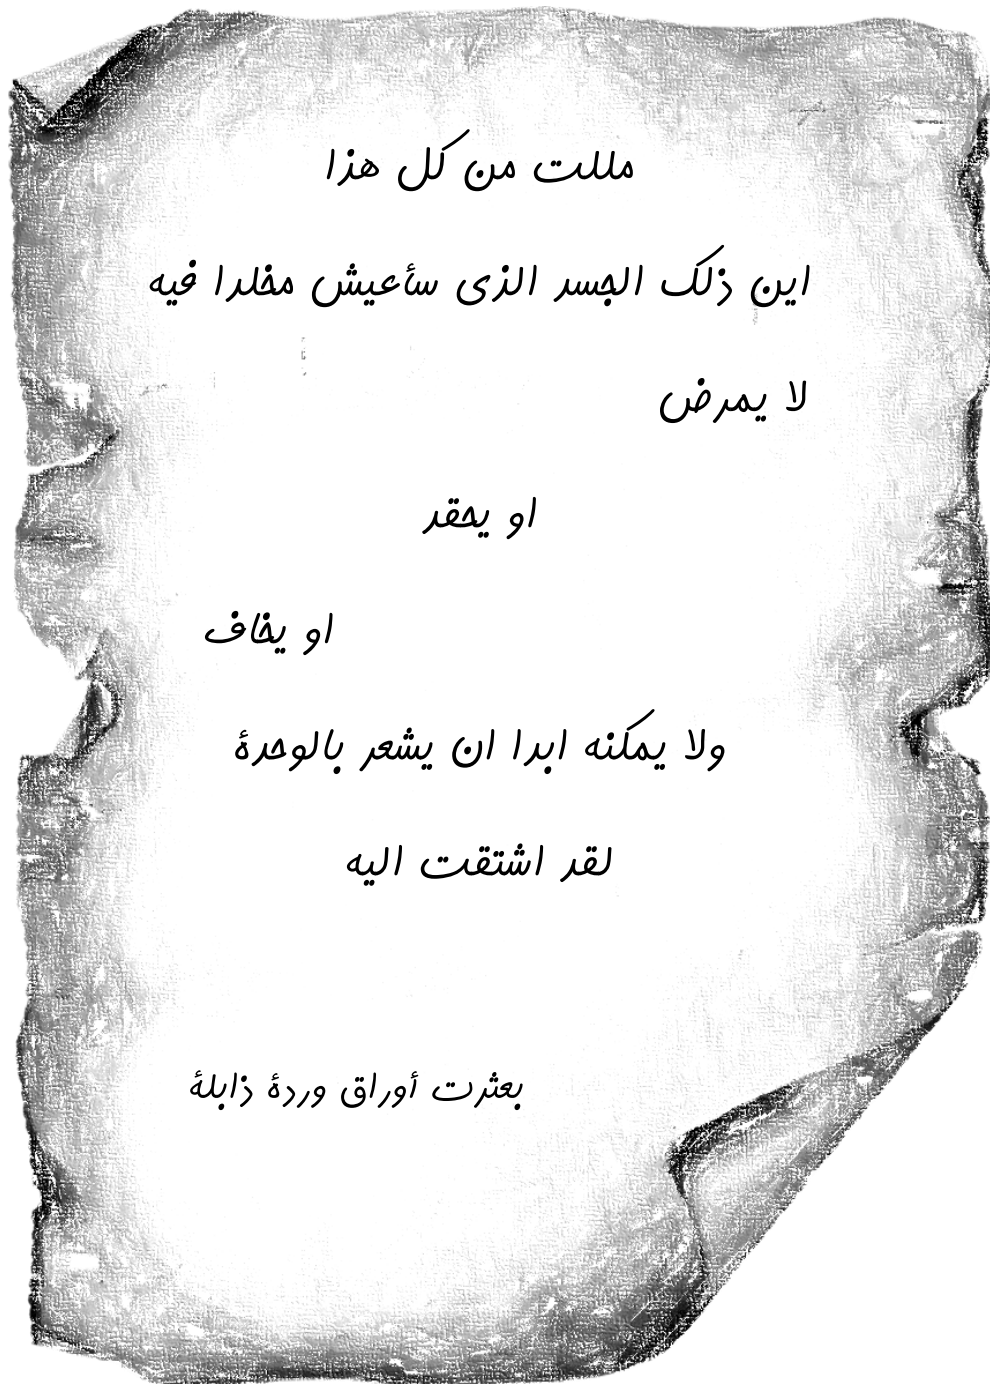 مللت من كل هذا
اين ذلك الجسد الذى سأعيش مخلدا فيه
لا يمرض
او يحقد
او يخاف
ولا يمكنه ابدا ان يشعر بالوحدة
لقد اشتقت اليه
بعثرت أوراق وردة ذابلة